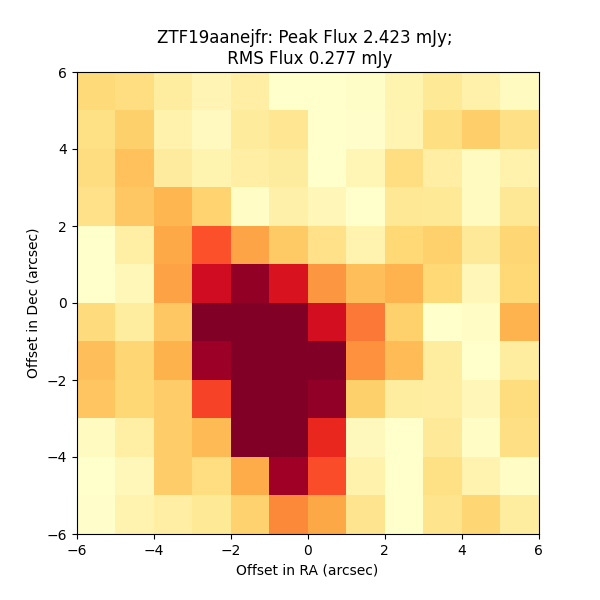 ZTF19aanejfr: Peak Flux 2.423 mJy;
RMS Flux 0.277 mJy
6
4
2
0
−2
−4
−6
Offset in Dec (arcsec)
−6 −4 −2 0 2 4 6
Offset in RA (arcsec)